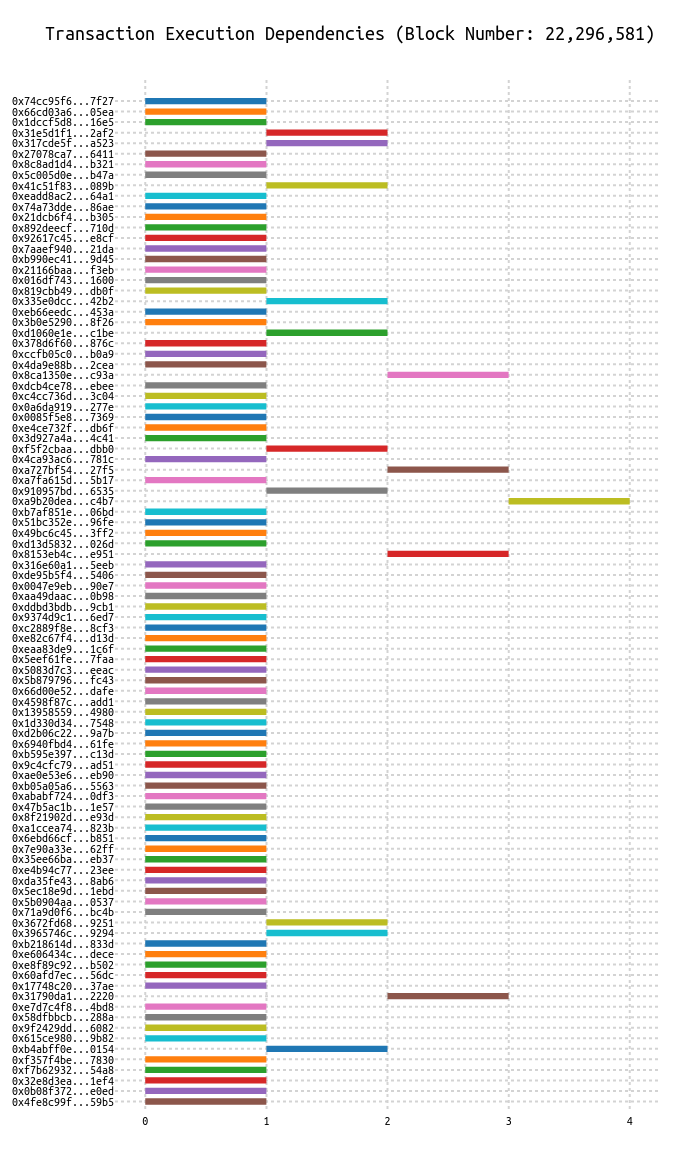 Transaction Execution Dependencies (Block Number: 22,296,581)
0x74cc95f6...7f27
0x66cd03a6...05ea
0x1dccf5d8...16e5
0x31e5d1f1...2af2
0x317cde5f...a523
0x27078ca7...6411
0x8c8ad1d4...b321
0x5c005d0e...b47a
0x41c51f83...089b
0xeadd8ac2...64a1
0x74a73dde...86ae
0x21dcb6f4...b305
0x892deecf...710d
0x92617c45...e8cf
0x7aaef940...21da
0xb990ec41...9d45
0x21166baa...f3eb
0x016df743...1600
0x819cbb49...db0f
0x335e0dcc...42b2
0xeb66eedc...453a
0x3b0e5290...8f26
0xd1060e1e...c1be
0x378d6f60...876c
0xccfb05c0...b0a9
0x4da9e88b...2cea
0x8ca1350e...c93a
0xdcb4ce78...ebee
0xc4cc736d...3c04
0x0a6da919...277e
0x0085f5e8...7369
0xe4ce732f...db6f
0x3d927a4a...4c41
0xf5f2cbaa...dbb0
0x4ca93ac6...781c
0xa727bf54...27f5
0xa7fa615d...5b17
0x910957bd...6535
0xa9b20dea...c4b7
0xb7af851e...06bd
0x51bc352e...96fe
0x49bc6c45...3ff2
0xd13d5832...026d
0x8153eb4c...e951
0x316e60a1...5eeb
0xde95b5f4...5406
0x0047e9eb...90e7
0xaa49daac...0b98
0xddbd3bdb...9cb1
0x9374d9c1...6ed7
0xc2889f8e...8cf3
0xe82c67f4...d13d
0xeaa83de9...1c6f
0x5eef61fe...7faa
0x5083d7c3...eeac
0x5b879796...fc43
0x66d00e52...dafe
0x4598f87c...add1
0x13958559...4980
0x1d330d34...7548
0xd2b06c22...9a7b
0x6940fbd4...61fe
0xb595e397...c13d
0x9c4cfc79...ad51
0xae0e53e6...eb90
0xb05a05a6...5563
0xababf724...0df3
0x47b5ac1b...1e57
0x8f21902d...e93d
0xa1ccea74...823b
0x6ebd66cf...b851
0x7e90a33e...62ff
0x35ee66ba...eb37
0xe4b94c77...23ee
0xda35fe43...8ab6
0x5ec18e9d...1ebd
0x5b0904aa...0537
0x71a9d0f6...bc4b
0x3672fd68...9251
0x3965746c...9294
0xb218614d...833d
0xe606434c...dece
0xe8f89c92...b502
0x60afd7ec...56dc
0x17748c20...37ae
0x31790da1...2220
0xe7d7c4f8...4bd8
0x58dfbbcb...288a
0x9f2429dd...6082
0x615ce980...9b82
0xb4abff0e...0154
0xf357f4be...7830
0xf7b62932...54a8
0x32e8d3ea...1ef4
0x0b08f372...e0ed
0x4fe8c99f...59b5
0 1 2 3 4